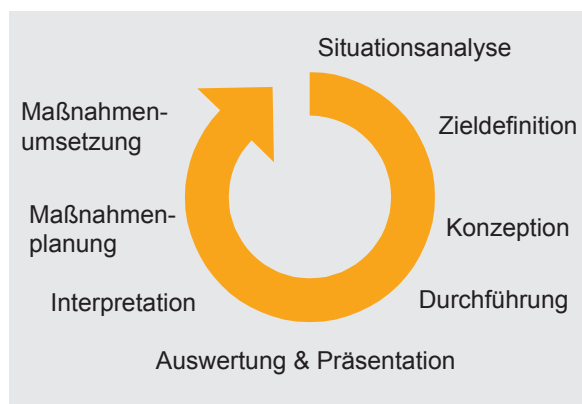 Situationsanalyse
Zieldefinition
Konzeption
Durchführung
Auswertung & Präsentation
Interpretation
Maßnahmen-
planung
Maßnahmen-
umsetzung